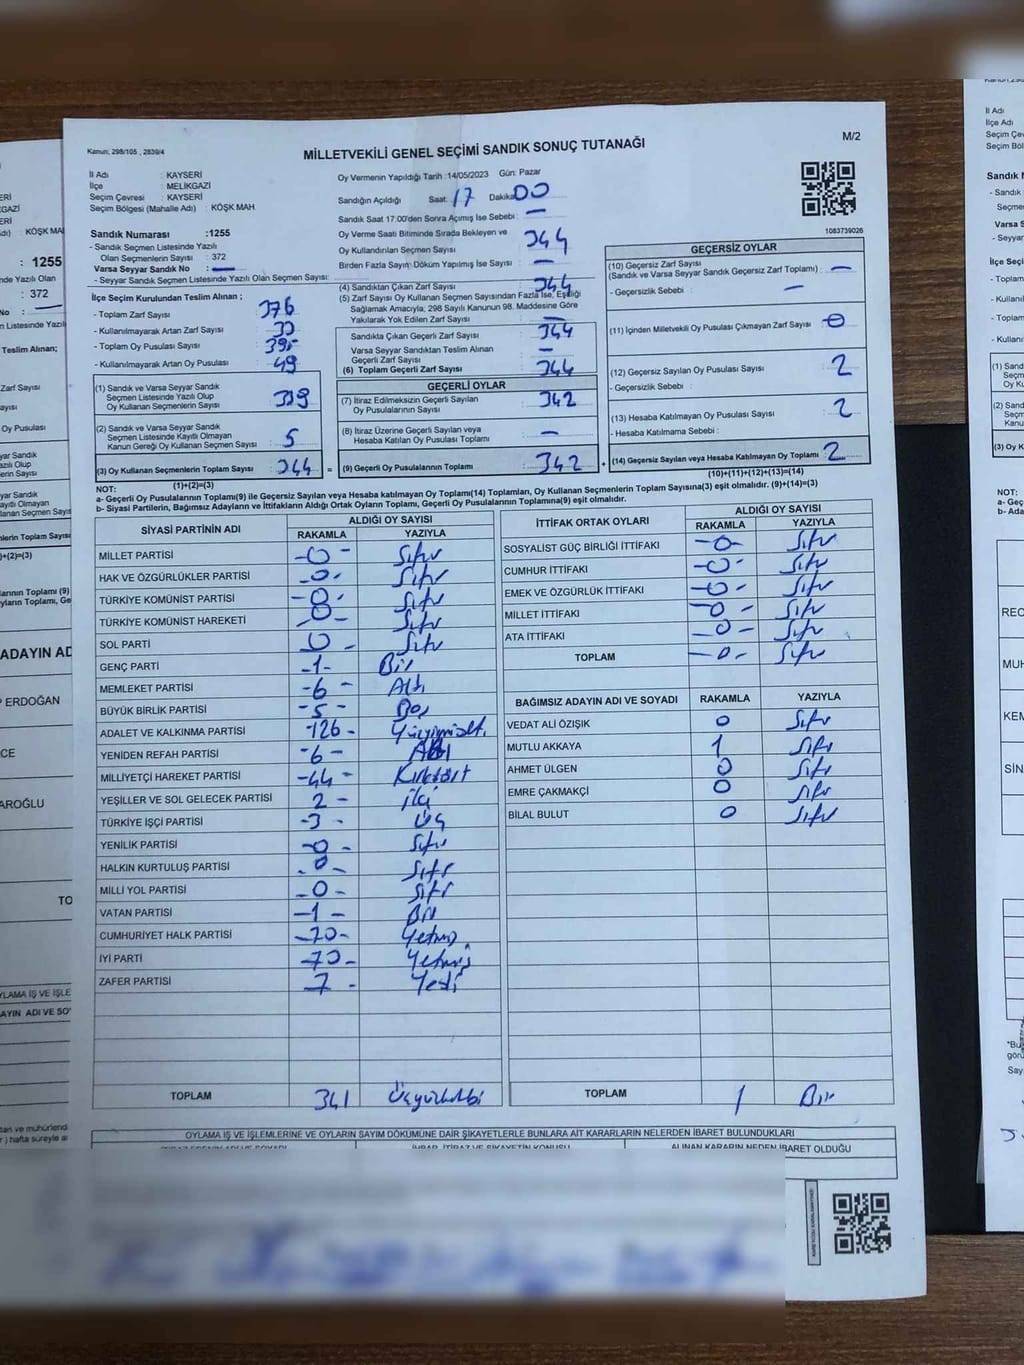 Kanun: 298/105 , 2839/4
M/2
MİLLETVEKİLİ GENEL SEÇİMİ SANDIK SONUÇ TUTANAĞI
İl Adı : KAYSERİ
İlçe : MELİKGAZİ
Seçim Çevresi : KAYSERİ
Seçim Bölgesi (Mahalle Adı) : KÖŞK MAH.
Sandık Numarası :1255
- Sandık Seçmen Listesinde Yazılı
Olan Seçmenlerin Sayısı : 372
Varsa Seyyar Sandık No : —
- Seyyar Sandık Seçmen Listesinde Yazılı Olan Seçmen Sayısı:
İlçe Seçim Kurulundan Teslim Alınan ;
- Toplam Zarf Sayısı : 376
- Kullanılmayarak Artan Zarf Sayısı :
- Toplam Oy Pusulası Sayısı :
- Kullanılmayarak Artan Oy Pusulası : 49
(1) Sandık ve Varsa Seyyar Sandık
Seçmen Listesinde Yazılı Olup
Oy Kullanan Seçmenlerin Sayısı : 339
(2) Sandık ve Varsa Seyyar Sandık
Seçmen Listesinde Kayıtlı Olmayan
Kanun Gereği Oy Kullanan Seçmen Sayısı : 5
(3) Oy Kullanan Seçmenlerin Toplam Sayısı : 344 =
(1)+(2)=(3)
Oy Vermenin Yapıldığı Tarih :14/05/2023 Gün: Pazar
Sandığın Açıldığı Saat: 17 Dakika: 00
Sandık Saat 17:00'den Sonra Açımış İse Sebebi : —
Oy Verme Saati Bitiminde Sırada Bekleyen ve
Oy Kullandırılan Seçmen Sayısı : 344
Birden Fazla Sayım Döküm Yapılmış İse Sayısı : —
(4) Sandıktan Çıkan Zarf Sayısı : 344
(5) Zarf Sayısı Oy Kullanan Seçmen Sayısından Fazla İse, Eşitliği
Sağlamak Amacıyla; 298 Sayılı Kanunun 98. Maddesine Göre
Yakılarak Yok Edilen Zarf Sayısı : —
Sandıkta Çıkan Geçerli Zarf Sayısı : 344
Varsa Seyyar Sandıktan Teslim Alınan
Geçerli Zarf Sayısı : —
(6) Toplam Geçerli Zarf Sayısı : 344
GEÇERLİ OYLAR
(7) İtiraz Edilmeksizin Geçerli Sayılan
Oy Pusulalarının Sayısı : 342
(8) İtiraz Üzerine Geçerli Sayılan veya
Hesaba Katılan Oy Pusulası Toplamı : —
(9) Geçerli Oy Pusulalarının Toplamı : 342 +
1083739026
GEÇERSİZ OYLAR
(10) Geçersiz Zarf Sayısı
(Sandık ve Varsa Seyyar Sandık Geçersiz Zarf Toplamı) : —
- Geçersizlik Sebebi : —
(11) İçinden Milletvekili Oy Pusulası Çıkmayan Zarf Sayısı : 0
(12) Geçersiz Sayılan Oy Pusulası Sayısı : 2
- Geçersizlik Sebebi :
(13) Hesaba Katılmayan Oy Pusulası Sayısı : 2
- Hesaba Katılmama Sebebi :
(14) Geçersiz Sayılan veya Hesaba Katılmayan Oy Toplamı : 2
(10)+(11)+(12)+(13)=(14)
NOT:
a- Geçerli Oy Pusulalarının Toplamı(9) ile Geçersiz Sayılan veya Hesaba katılmayan Oy Toplamı(14) Toplamları, Oy Kullanan Seçmenlerin Toplam Sayısına(3) eşit olmalıdır. (9)+(14)=(3)
b- Siyasi Partilerin, Bağımsız Adayların ve İttifakların Aldığı Ortak Oyların Toplamı, Geçerli Oy Pusulalarının Toplamına(9) eşit olmalıdır.
SİYASİ PARTİNİN ADI ALDIĞI OY SAYISI
RAKAMLA YAZIYLA
MİLLET PARTİSİ -0- Sıfır
HAK VE ÖZGÜRLÜKLER PARTİSİ -0- Sıfır
TÜRKİYE KOMÜNİST PARTİSİ -0- Sıfır
TÜRKİYE KOMÜNİST HAREKETİ -0- Sıfır
SOL PARTİ 0 - Sıfır
GENÇ PARTİ -1- Bir
MEMLEKET PARTİSİ -6- Altı
BÜYÜK BİRLİK PARTİSİ -5- Beş
ADALET VE KALKINMA PARTİSİ -126- Yüzyirmialtı
YENİDEN REFAH PARTİSİ -6- Altı
MİLLİYETÇİ HAREKET PARTİSİ -44- Kırkdört
YEŞİLLER VE SOL GELECEK PARTİSİ 2 - iki
TÜRKİYE İŞÇİ PARTİSİ -3- Üç
YENİLİK PARTİSİ -0- Sıfır
HALKIN KURTULUŞ PARTİSİ -0 Sıfır
MİLLİ YOL PARTİSİ -0- Sıfır
VATAN PARTİSİ -1- Bir
CUMHURİYET HALK PARTİSİ -70- Yetmiş
İYİ PARTİ -70- Yetmiş
ZAFER PARTİSİ 7 - Yedi
TOPLAM 341 Üçyüzkırkbir
İTTİFAK ORTAK OYLARI ALDIĞI OY SAYISI
RAKAMLA YAZIYLA
SOSYALİST GÜÇ BİRLİĞİ İTTİFAKI -0- Sıfır
CUMHUR İTTİFAKI -0- Sıfır
EMEK VE ÖZGÜRLÜK İTTİFAKI -0- Sıfır
MİLLET İTTİFAKI -0- Sıfır
ATA İTTİFAKI -0- Sıfır
TOPLAM -0- Sıfır
BAĞIMSIZ ADAYIN ADI VE SOYADI RAKAMLA YAZIYLA
VEDAT ALİ ÖZIŞIK 0 Sıfır
MUTLU AKKAYA 1 Sıfır
AHMET ÜLGEN 0 Sıfır
EMRE ÇAKMAKÇİ 0 Sıfır
BİLAL BULUT 0 Sıfır
TOPLAM 1 Bir
OYLAMA İŞ VE İŞLEMLERİNE VE OYLARIN SAYIM DÖKÜMÜNE DAİR ŞİKAYETLERLE BUNLARA AİT KARARLARIN NELERDEN İBARET BULUNDUKLARI
İHBAR, İTİRAZ VE ŞİKAYETİN KONUSU ALINAN KARARIN NEDEN İBARET OLDUĞU